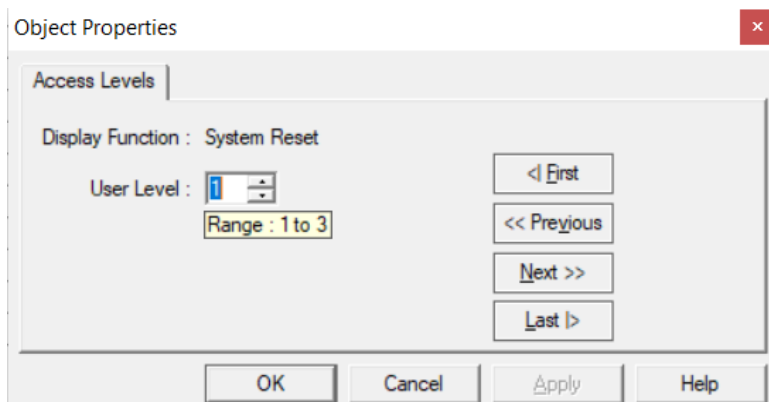 Object Properties
×
Access Levels
Display Function : System Reset
User Level : 1
Range : 1 to 3
<| First
<< Previous
Next >>
Last |>
OK Cancel Apply Help